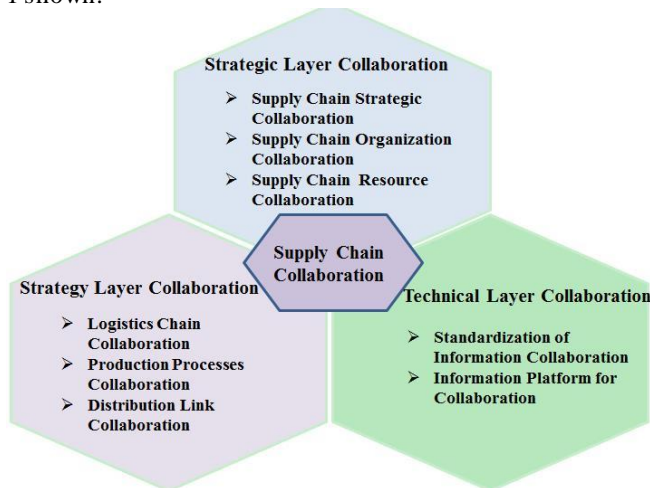 Strategic Layer Collaboration
➢ Supply Chain Strategic
Collaboration
➢ Supply Chain Organization
Collaboration
➢ Supply Chain Resource
Collaboration
Supply Chain
Collaboration
Strategy Layer Collaboration
➢ Logistics Chain
Collaboration
➢ Production Processes
Collaboration
➢ Distribution Link
Collaboration
Technical Layer Collaboration
➢ Standardization of
Information Collaboration
➢ Information Platform for
Collaboration